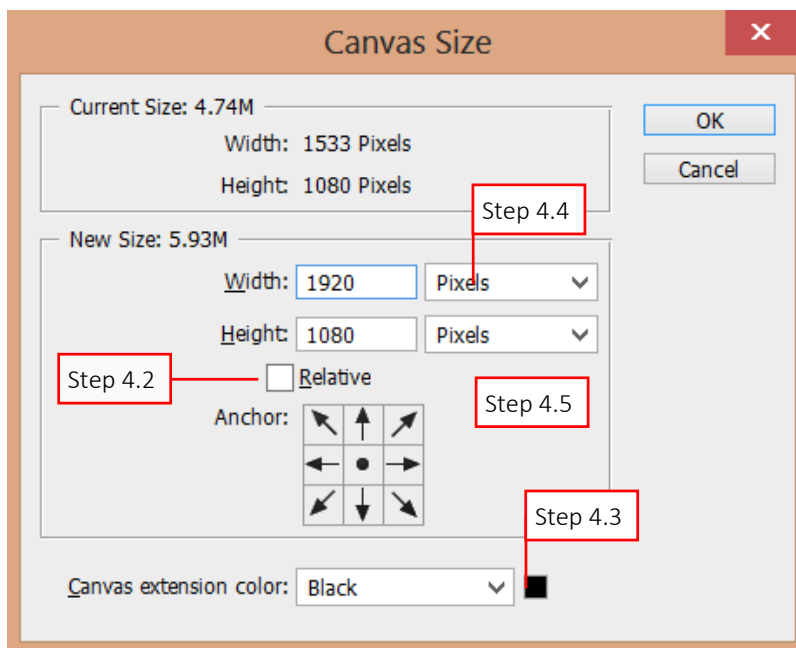 Canvas Size
Current Size: 4.74M
Width: 1533 Pixels
Height: 1080 Pixels
OK
Cancel
Step 4.4
New Size: 5.93M
Width: 1920 Pixels
Height: 1080 Pixels
Step 4.2
Relative
Step 4.5
Anchor:
Step 4.3
Canvas extension color: Black